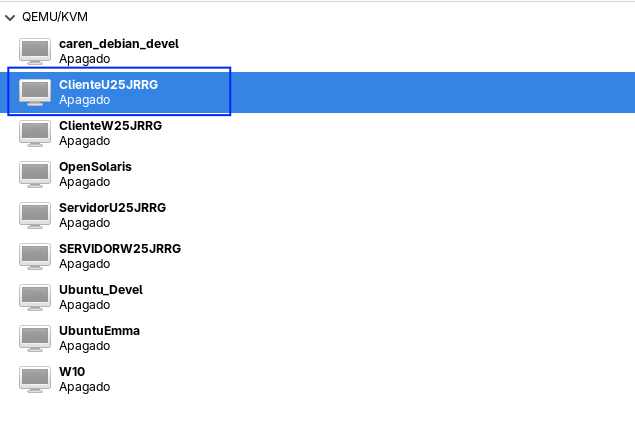 QEMU/KVM
caren_debian_devel
Apagado
ClienteU25JRRG
Apagado
ClienteW25JRRG
Apagado
OpenSolaris
Apagado
ServidorU25JRRG
Apagado
SERVIDORW25JRRG
Apagado
Ubuntu_Devel
Apagado
UbuntuEmma
Apagado
W10
Apagado